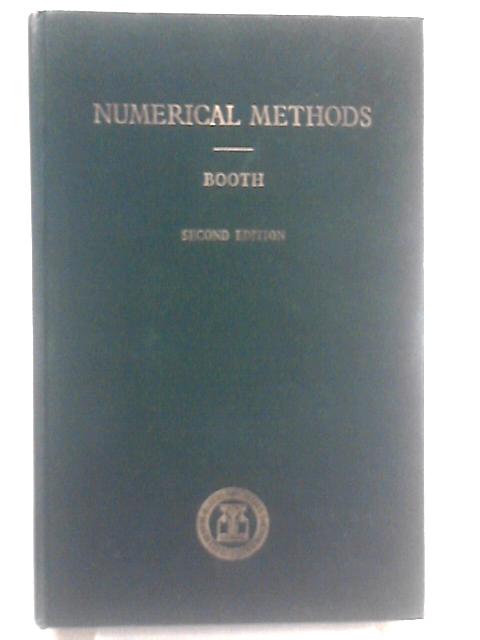 NUMERICAL METHODS
BOOTH
SECOND EDITION